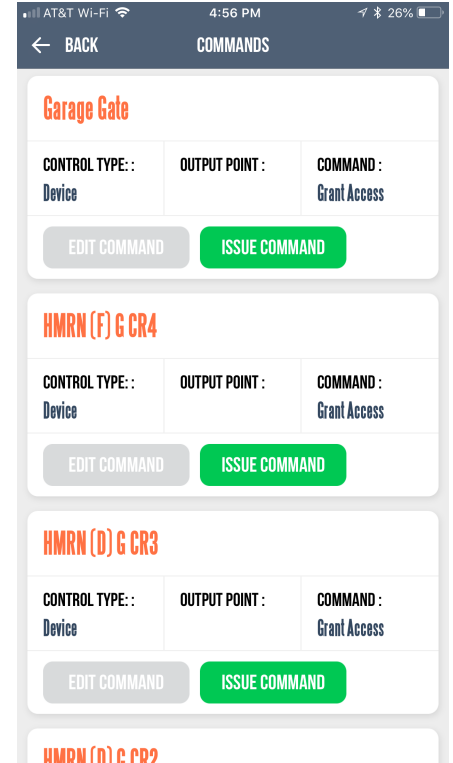 AT&T Wi-Fi 4:56 PM 26%
BACK COMMANDS
Garage Gate
CONTROL TYPE: : OUTPUT POINT : COMMAND :
Device Grant Access
EDIT COMMAND ISSUE COMMAND
HMRN (F) G CR4
CONTROL TYPE: : OUTPUT POINT : COMMAND :
Device Grant Access
EDIT COMMAND ISSUE COMMAND
HMRN (D) G CR3
CONTROL TYPE: : OUTPUT POINT : COMMAND :
Device Grant Access
EDIT COMMAND ISSUE COMMAND
HMRN (D) G CR2